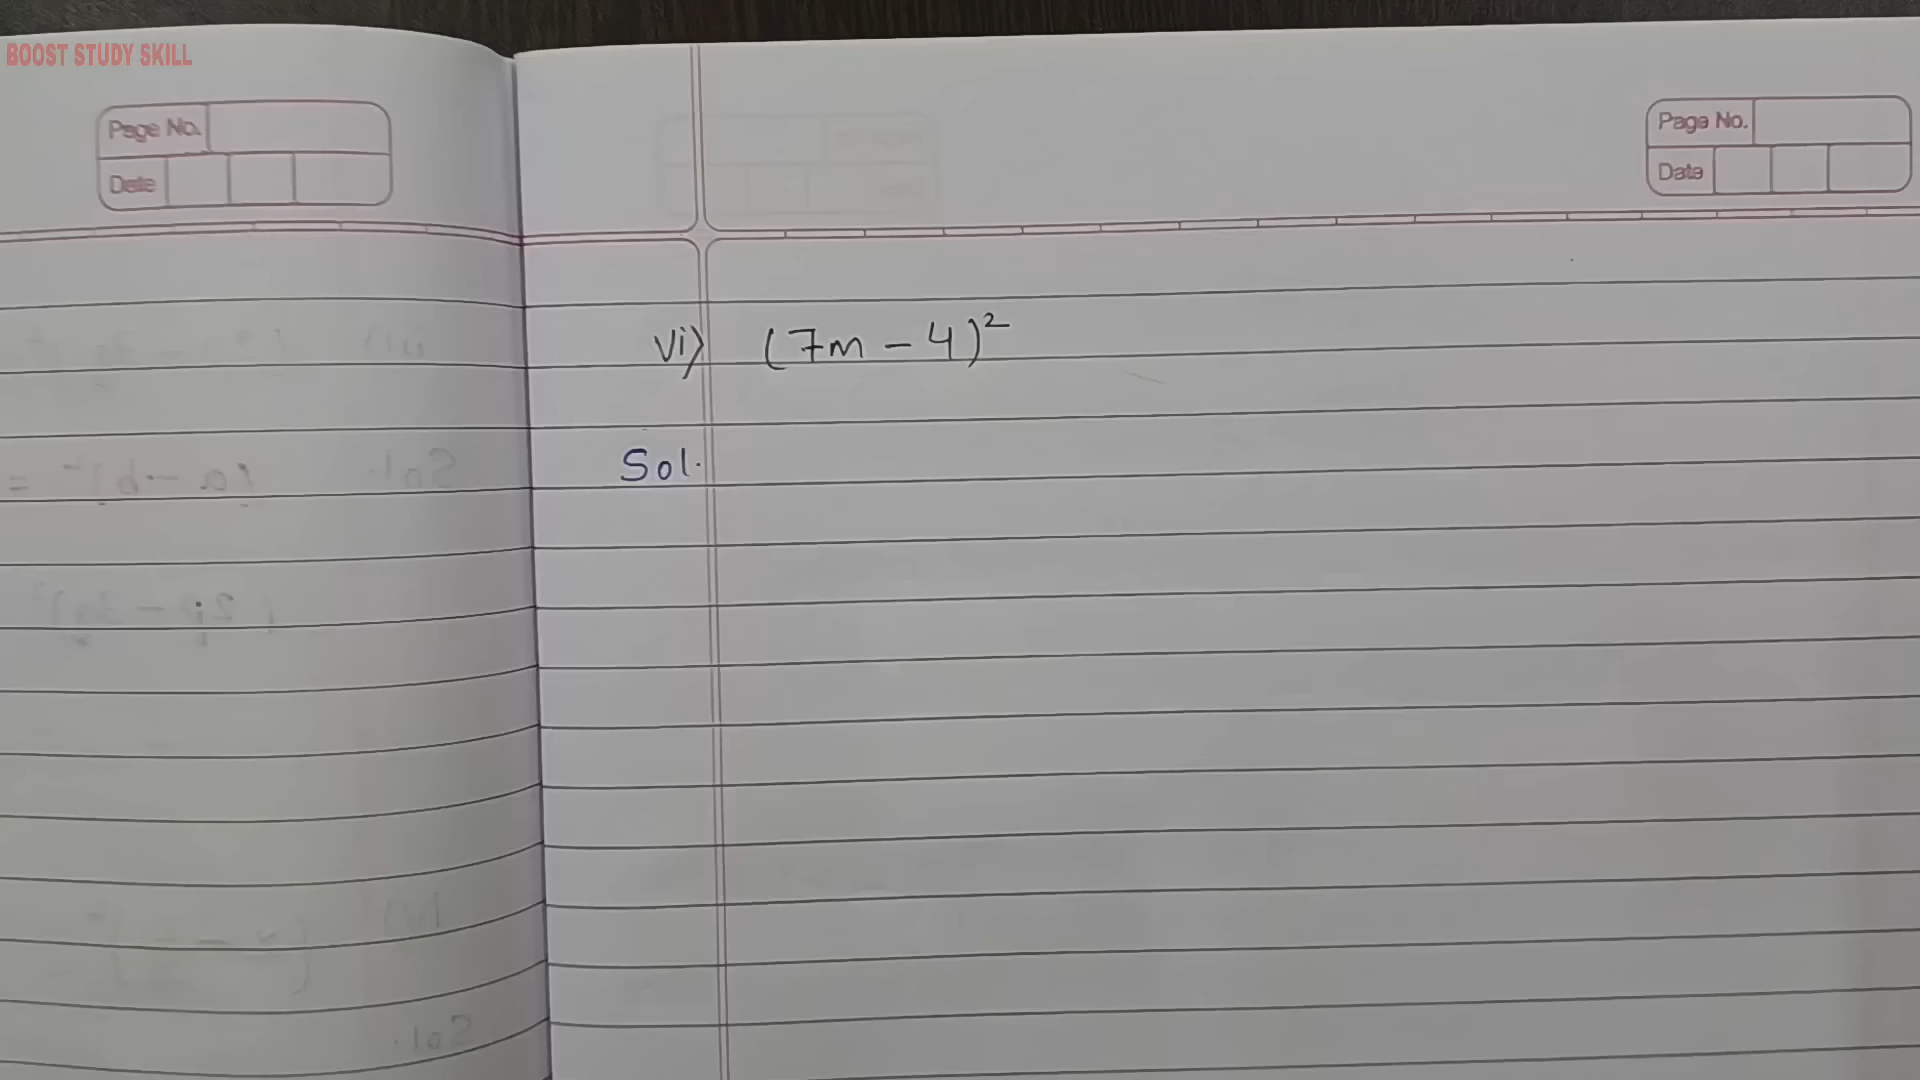 BOOST STUDY SKILL
Page No.
Date
Page No.
Date
vi) (7m - 4)²
Sol.